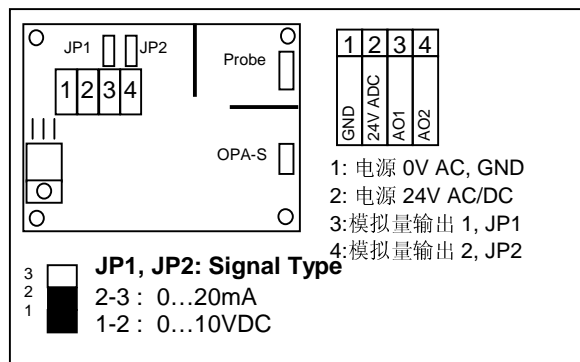 JP1 JP2
Probe
1 2 3 4
OPA-S
1 2 3 4
GND
24V ADC
AO1
AO2
1: 电源 0V AC, GND
2: 电源 24V AC/DC
3:模拟量输出 1, JP1
4:模拟量输出 2, JP2
3
2
1
JP1, JP2: Signal Type
2-3 : 0...20mA
1-2 : 0...10VDC